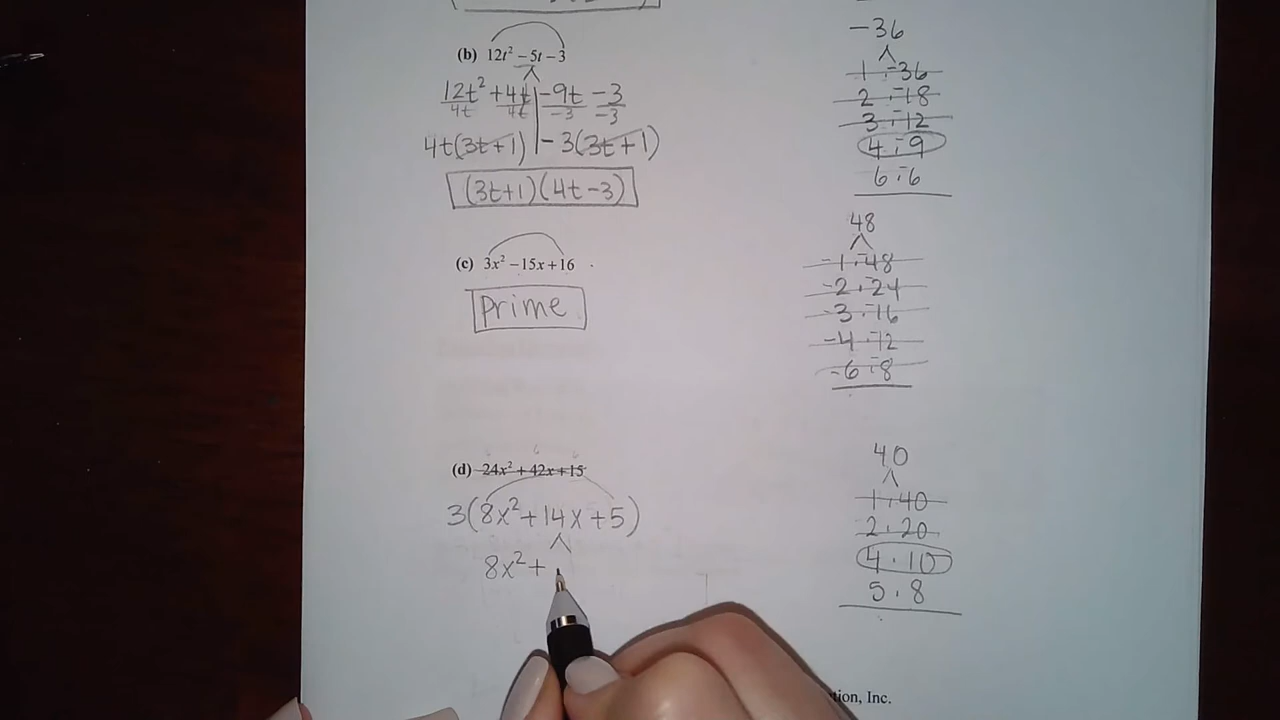 (b) 12t² − 5t − 3
12t² + 4t − 9t − 3
4t 4t −3 −3
4t(3t+1) − 3(3t+1)
(3t+1)(4t−3)
−36
1 · −36
2 · −18
3 · −12
4 · −9
6 · −6
(c) 3x² − 15x + 16
Prime
48
−1 · −48
−2 · −24
−3 · −16
−4 · −12
−6 · −8
(d) 24x² + 42x + 15
3(8x² + 14x + 5)
8x² +
40
1 · 40
2 · 20
4 · 10
5 · 8
Inc.